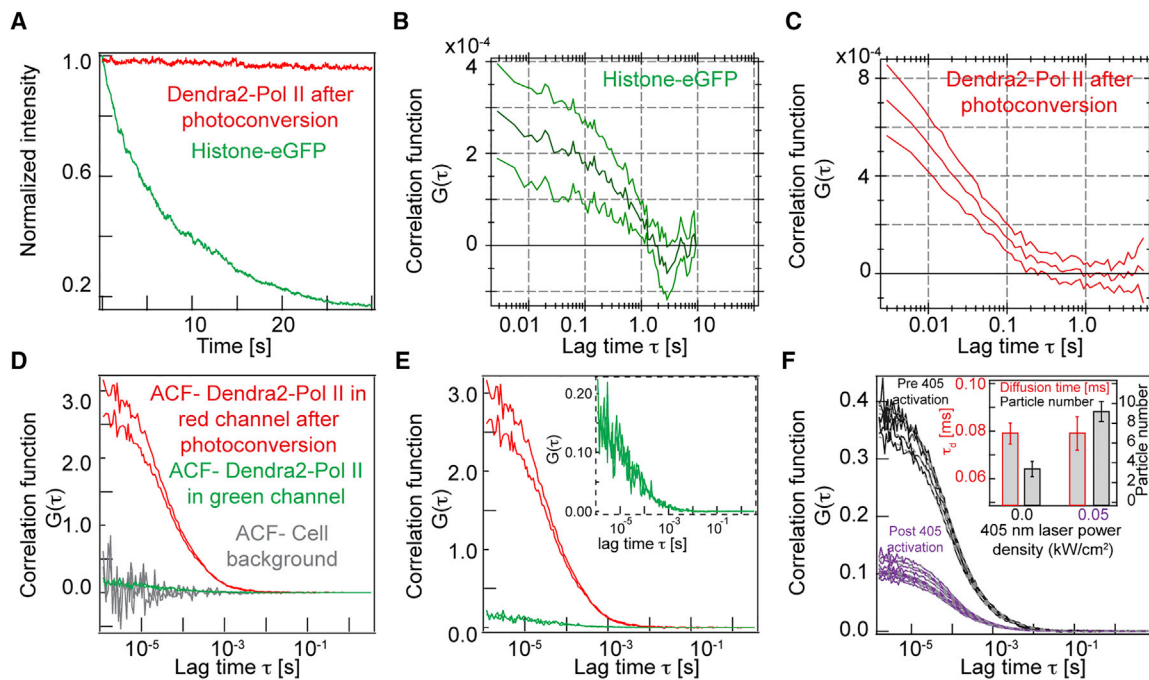 A
Normalized intensity
1.0
0.6
0.2
Dendra2-Pol II after
photoconversion
Histone-eGFP
10
20
Time [s]
B
x10-4
Correlation function
G(τ)
4
2
0
Histone-eGFP
0.01
0.1
1
10
100
Lag time τ [s]
C
x10-4
Correlation function
G(τ)
8
4
0
Dendra2-Pol II after
photoconversion
0.01
0.1
1.0
Lag time τ [s]
D
Correlation function
G(τ)
3.0
2.0
1.0
0.0
ACF- Dendra2-Pol II in
red channel after
photoconversion
ACF- Dendra2-Pol II
in green channel
ACF- Cell
background
10-5
10-3
10-1
Lag time τ [s]
E
Correlation function
G(τ)
3.0
2.0
1.0
0.0
0.20
0.10
0.00
G(τ)
10-5
10-3
10-1
lag time τ [s]
10-5
10-3
10-1
Lag time τ [s]
F
Correlation function
G(τ)
0.4
0.3
0.2
0.1
0.0
Pre 405
activation
Post 405
activation
0.10
0.08
0.06
τd [ms]
Diffusion time [ms]
Particle number
10
8
6
4
2
0
Particle number
0.0
0.05
405 nm laser power
density (kW/cm²)
10-5
10-3
10-1
Lag time τ [s]